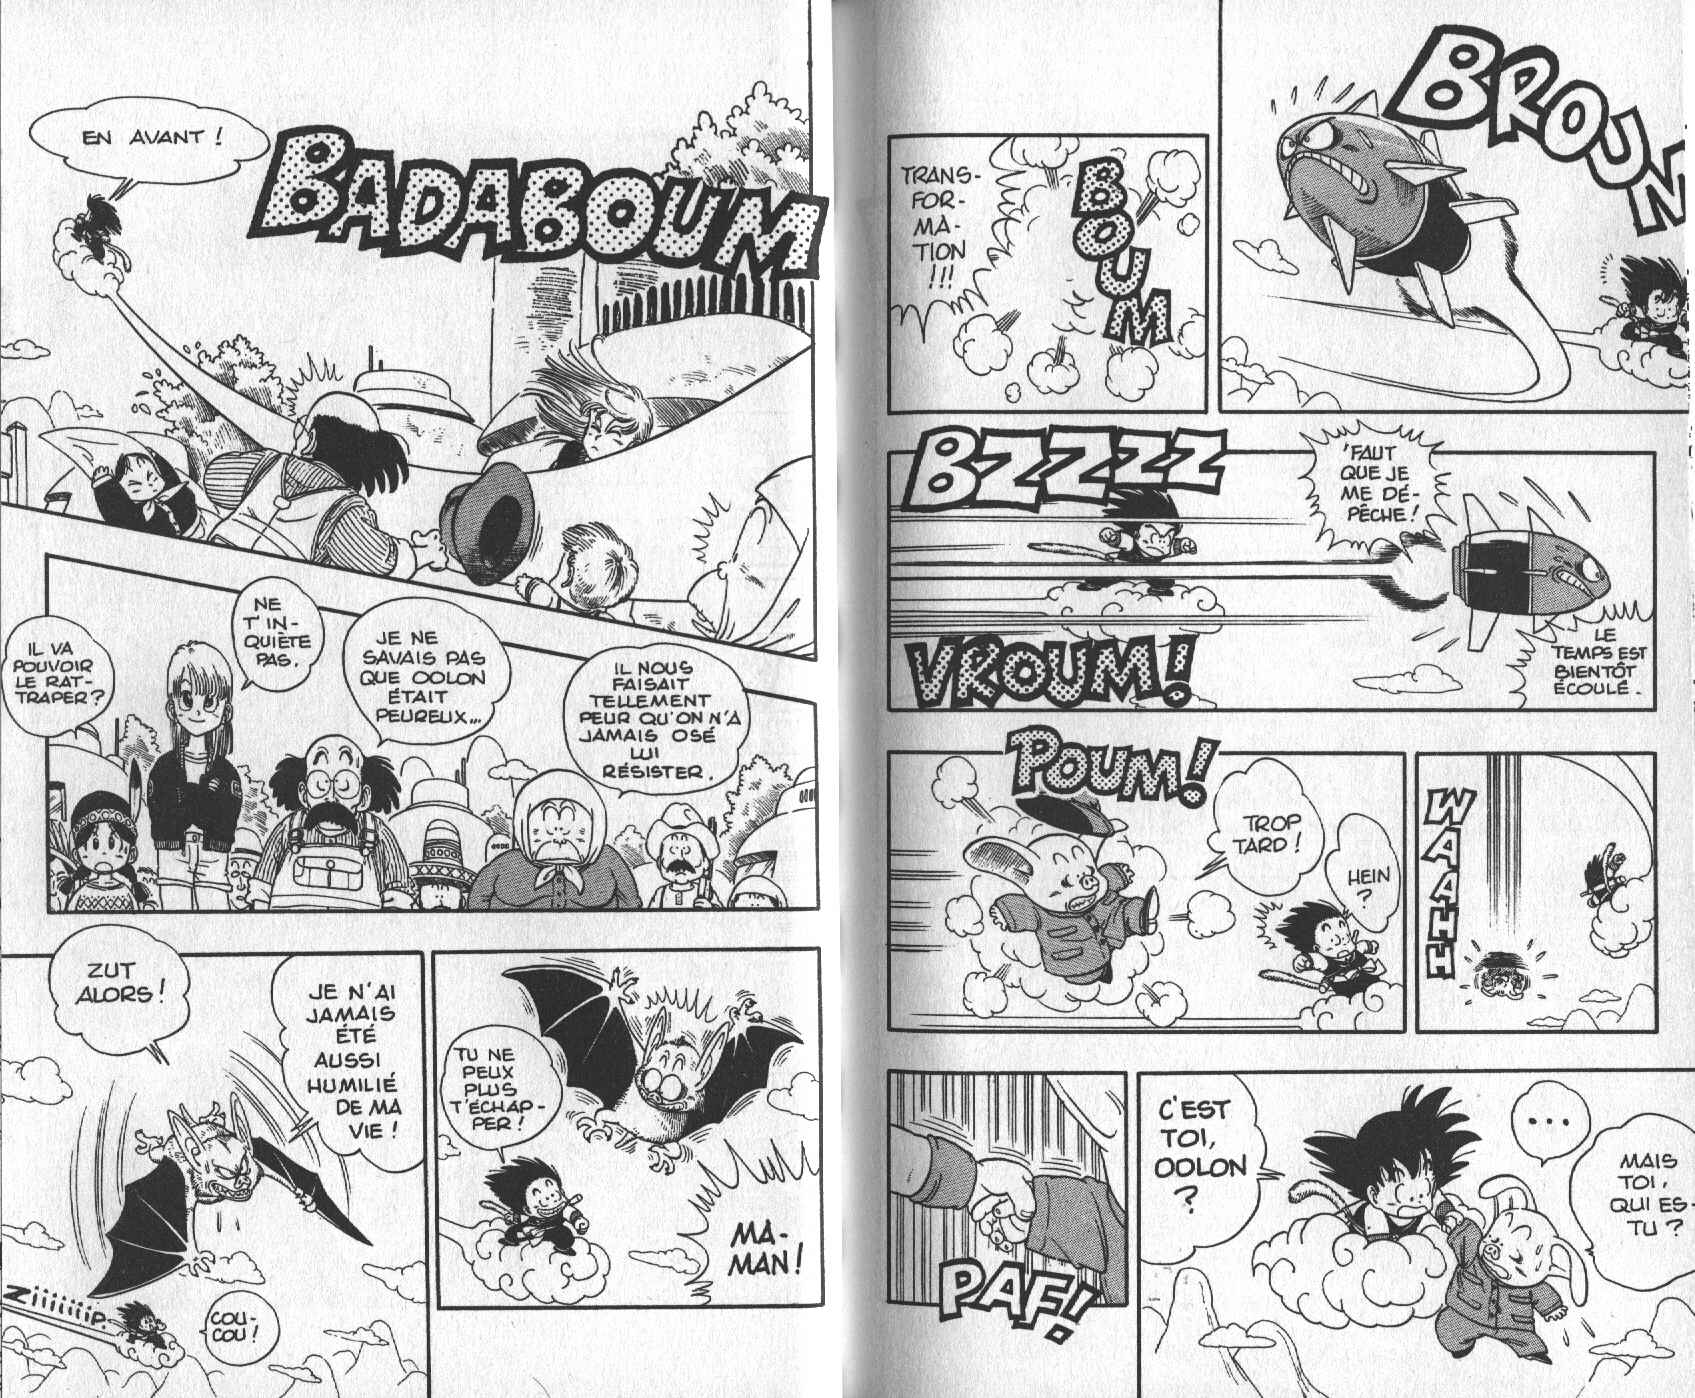 EN AVANT !
BADABOUM
IL VA
POUVOIR
LE RAT-
TRAPER ?
NE
T'IN-
QUIÈTE
PAS.
JE NE
SAVAIS PAS
QUE OOLON
ÉTAIT
PEUREUX...
IL NOUS
FAISAIT
TELLEMENT
PEUR QU'ON N'A
JAMAIS OSÉ
LUI
RÉSISTER.
ZUT
ALORS !
JE N'AI
JAMAIS
ÉTÉ
AUSSI
HUMILIÉ
DE MA
VIE !
ZiiiiiiiP.
COU-
COU !
TU NE
PEUX
PLUS
T'ÉCHAP-
PER !
MA-
MAN !
TRANS-
FOR-
MA-
TION
!!!
BOUM
BROUM
BZZZZ
'FAUT
QUE JE
ME DÉ-
PÊCHE !
VROUM !
LE
TEMPS EST
BIENTÔT
ÉCOULÉ.
POUM !
TROP
TARD !
HEIN
?
WAAHH
PAF !
C'EST
TOI,
OOLON
?
...
MAIS
TOI,
QUI ES-
TU ?